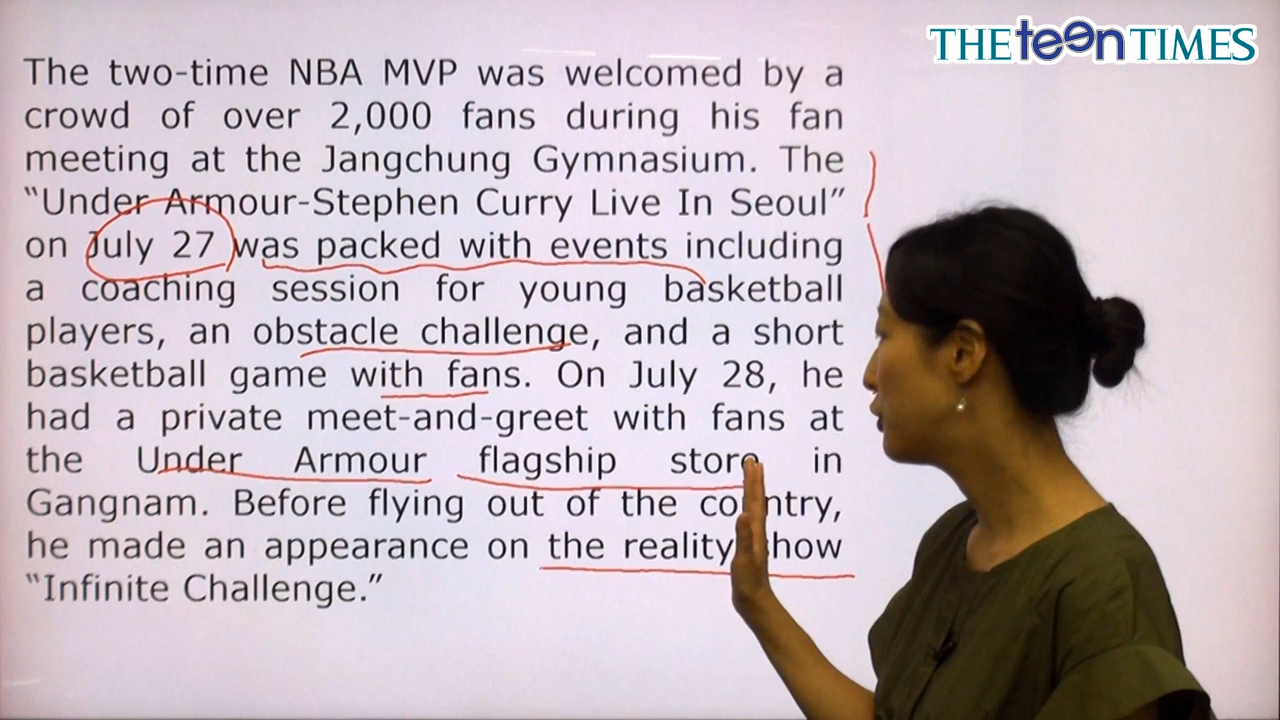 THE teen TIMES
The two-time NBA MVP was welcomed by a
crowd of over 2,000 fans during his fan
meeting at the Jangchung Gymnasium. The
“Under Armour-Stephen Curry Live In Seoul”
on July 27 was packed with events including
a coaching session for young basketball
players, an obstacle challenge, and a short
basketball game with fans. On July 28, he
had a private meet-and-greet with fans at
the Under Armour flagship store in
Gangnam. Before flying out of the country,
he made an appearance on the reality show
“Infinite Challenge.”